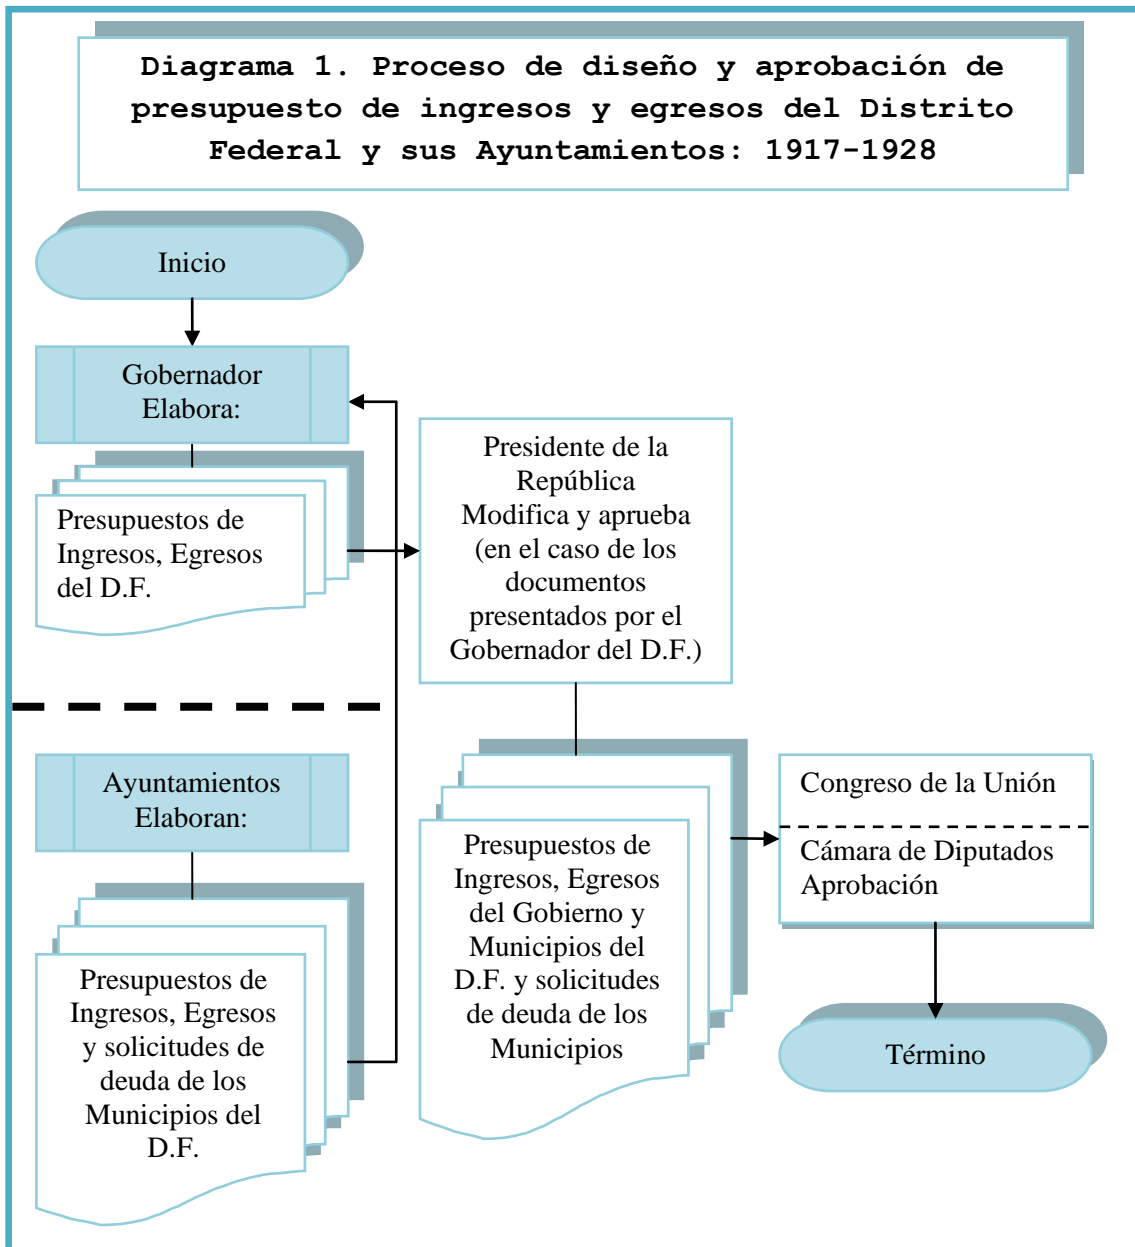 Diagrama 1. Proceso de diseño y aprobación de
presupuesto de ingresos y egresos del Distrito
Federal y sus Ayuntamientos: 1917-1928
Inicio
Gobernador
Elabora:
Presupuestos de
Ingresos, Egresos
del D.F.
Presidente de la
República
Modifica y aprueba
(en el caso de los
documentos
presentados por el
Gobernador del D.F.)
Ayuntamientos
Elaboran:
Presupuestos de
Ingresos, Egresos
y solicitudes de
deuda de los
Municipios del
D.F.
Presupuestos de
Ingresos, Egresos
del Gobierno y
Municipios del
D.F. y solicitudes
de deuda de los
Municipios
Congreso de la Unión
Cámara de Diputados
Aprobación
Término